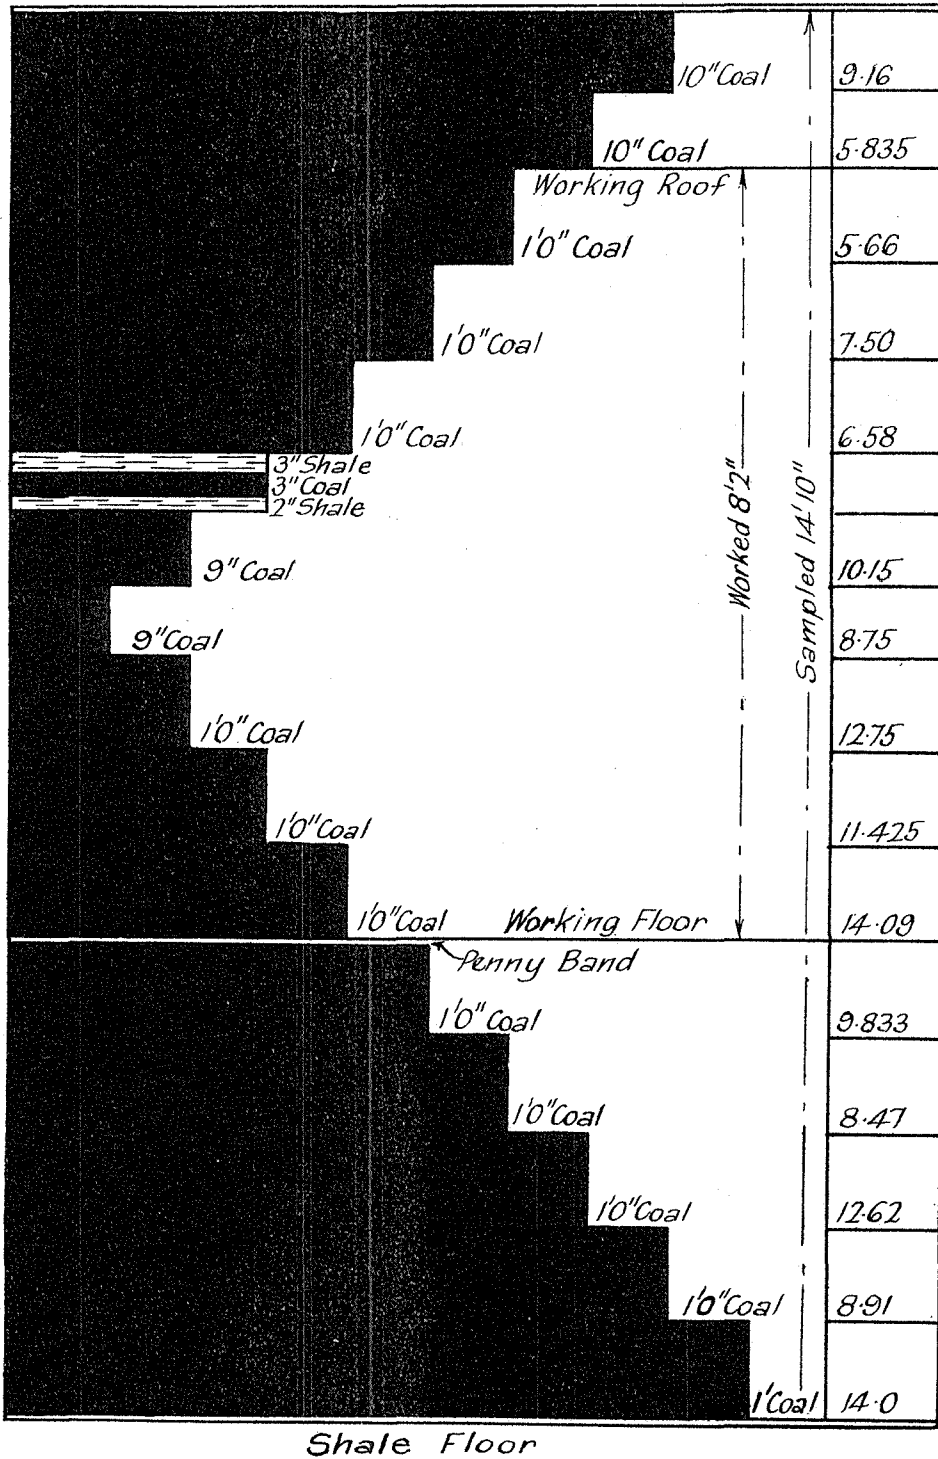 10" Coal 9·16
10" Coal 5·835
Working Roof
1'0" Coal 5·66
1'0" Coal 7·50
1'0" Coal 6·58
3" Shale
3" Coal
2" Shale
Worked 8'2"
Sampled 14'10"
9" Coal 10·15
9" Coal 8·75
1'0" Coal 12·75
1'0" Coal 11·425
1'0" Coal Working Floor 14·09
Penny Band
1'0" Coal 9·833
1'0" Coal 8·47
1'0" Coal 12·62
1'0" Coal 8·91
1' Coal 14·0
Shale Floor